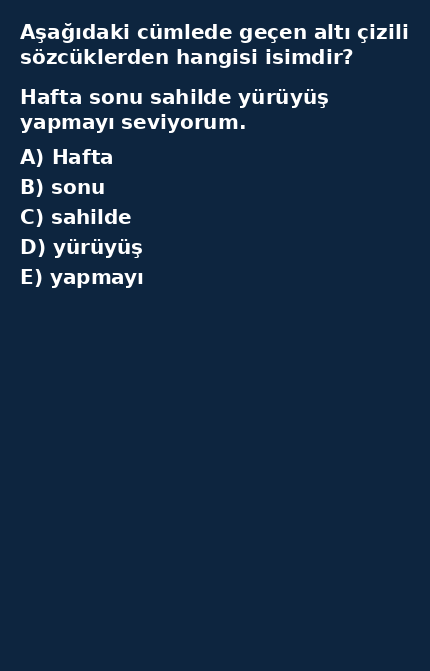 Aşağıdaki cümlede geçen altı çizili
sözcüklerden hangisi isimdir?
Hafta sonu sahilde yürüyüş
yapmayı seviyorum.
A) Hafta
B) sonu
C) sahilde
D) yürüyüş
E) yapmayı